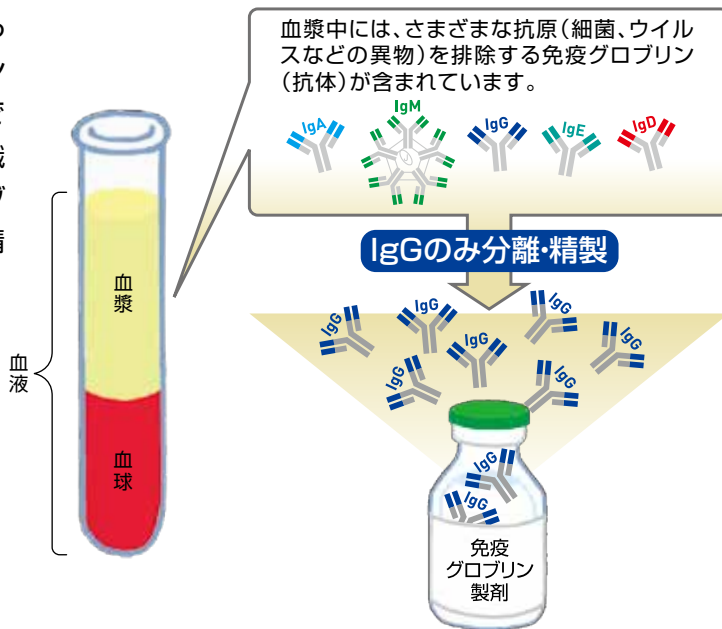 血漿中には、さまざまな抗原（細菌、ウイル
スなどの異物）を排除する免疫グロブリン
（抗体）が含まれています。
IgA
IgM
IgG
IgE
IgD
IgGのみ分離・精製
血漿
血液
血球
IgG
IgG
IgG
IgG
IgG
IgG
IgG
IgG
IgG
免疫
グロブリン
製剤